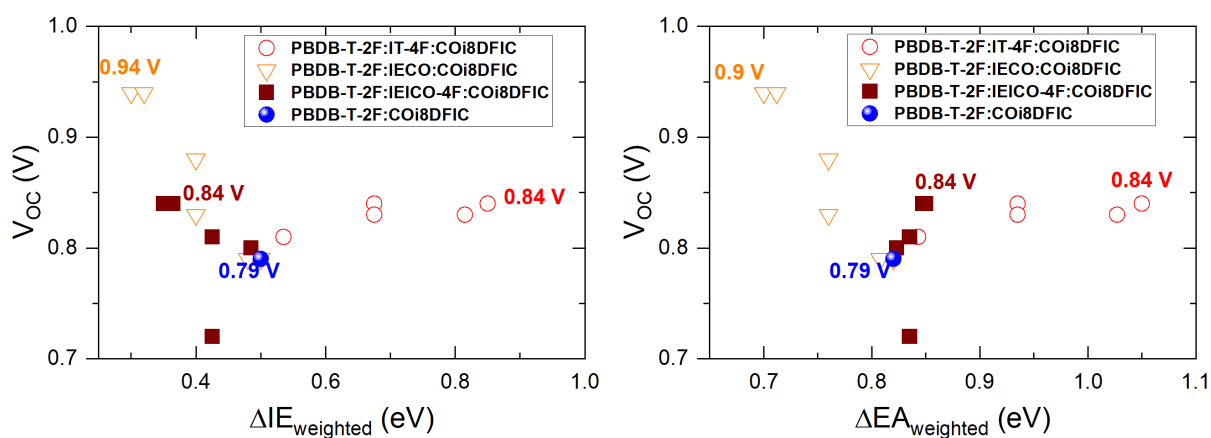 1.0
0.9
0.8
0.7
V_OC (V)
0.94 V
PBDB-T-2F:IT-4F:COi8DFIC
PBDB-T-2F:IECO:COi8DFIC
PBDB-T-2F:IEICO-4F:COi8DFIC
PBDB-T-2F:COi8DFIC
0.84 V
0.84 V
0.79 V
0.4 0.6 0.8 1.0
ΔIE_weighted (eV)
1.0
0.9
0.8
0.7
V_OC (V)
0.9 V
PBDB-T-2F:IT-4F:COi8DFIC
PBDB-T-2F:IECO:COi8DFIC
PBDB-T-2F:IEICO-4F:COi8DFIC
PBDB-T-2F:COi8DFIC
0.84 V
0.84 V
0.79 V
0.7 0.8 0.9 1.0 1.1
ΔEA_weighted (eV)